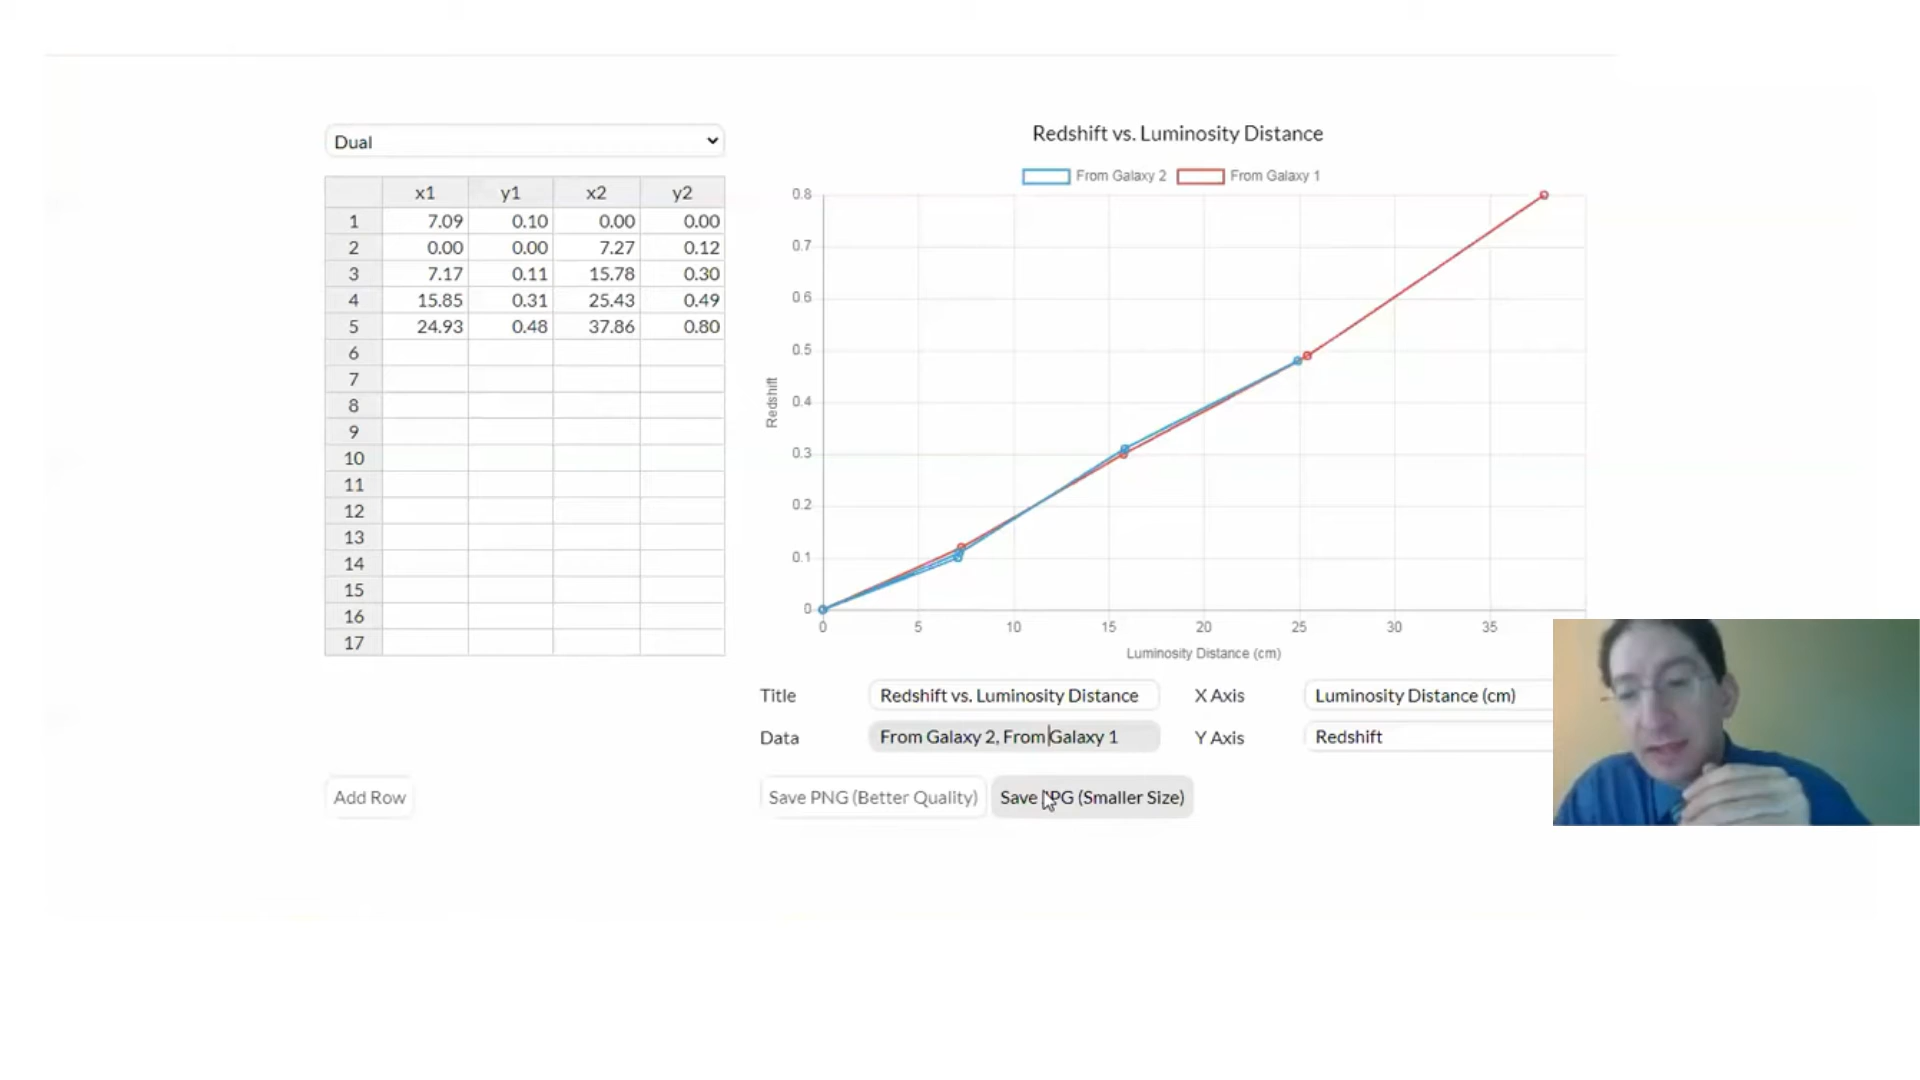 Dual
x1 y1 x2 y2
1 7.09 0.10 0.00 0.00
2 0.00 0.00 7.27 0.12
3 7.17 0.11 15.78 0.30
4 15.85 0.31 25.43 0.49
5 24.93 0.48 37.86 0.80
6
7
8
9
10
11
12
13
14
15
16
17
Add Row
Redshift vs. Luminosity Distance
From Galaxy 2 From Galaxy 1
0.8
0.7
0.6
0.5
0.4
0.3
0.2
0.1
0
Redshift
0 5 10 15 20 25 30 35
Luminosity Distance (cm)
Title Redshift vs. Luminosity Distance X Axis Luminosity Distance (cm)
Data From Galaxy 2, From Galaxy 1 Y Axis Redshift
Save PNG (Better Quality) Save JPG (Smaller Size)